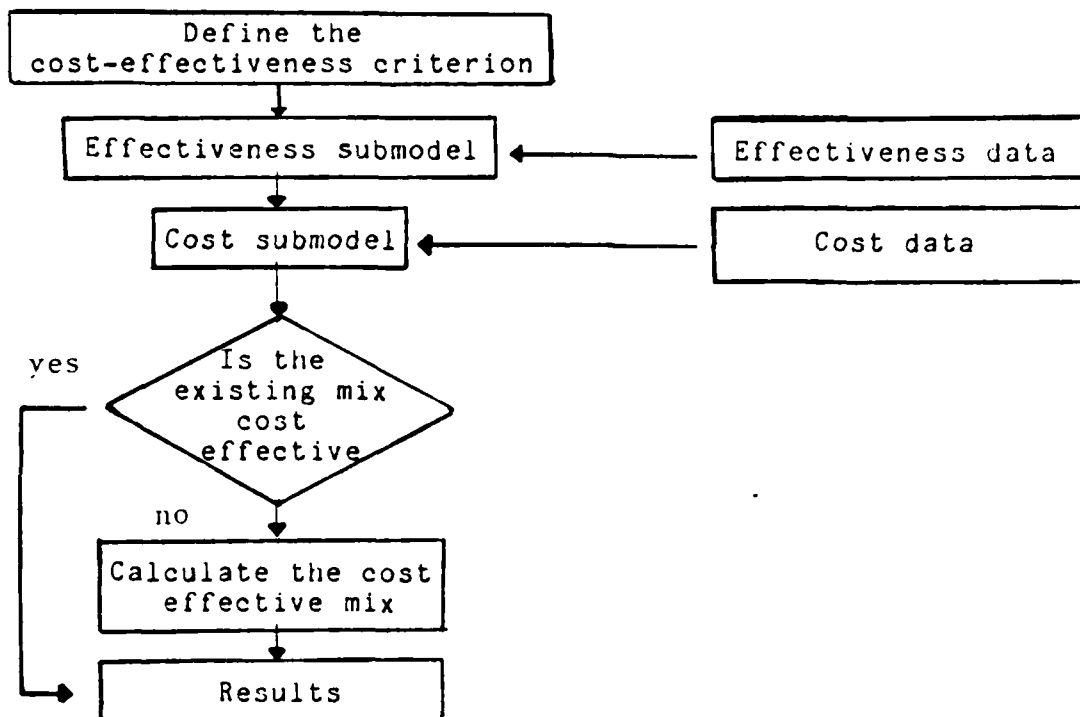 Define the
cost-effectiveness criterion
Effectiveness submodel
Effectiveness data
Cost submodel
Cost data
yes
Is the
existing mix
cost
effective
no
Calculate the cost
effective mix
Results